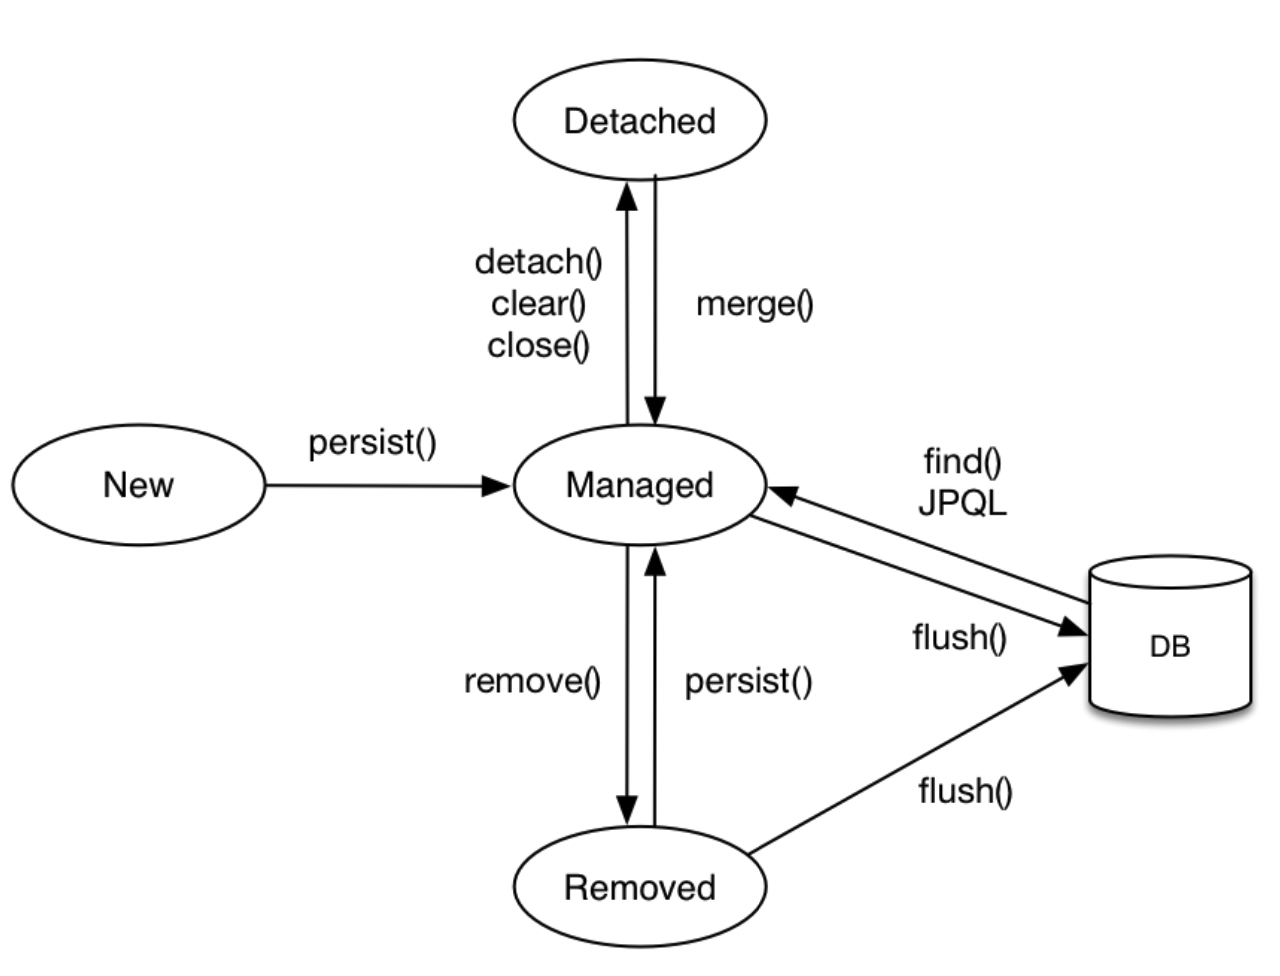 Detached
detach()
clear()
close()
merge()
New
persist()
Managed
find()
JPQL
flush()
DB
remove()
persist()
flush()
Removed